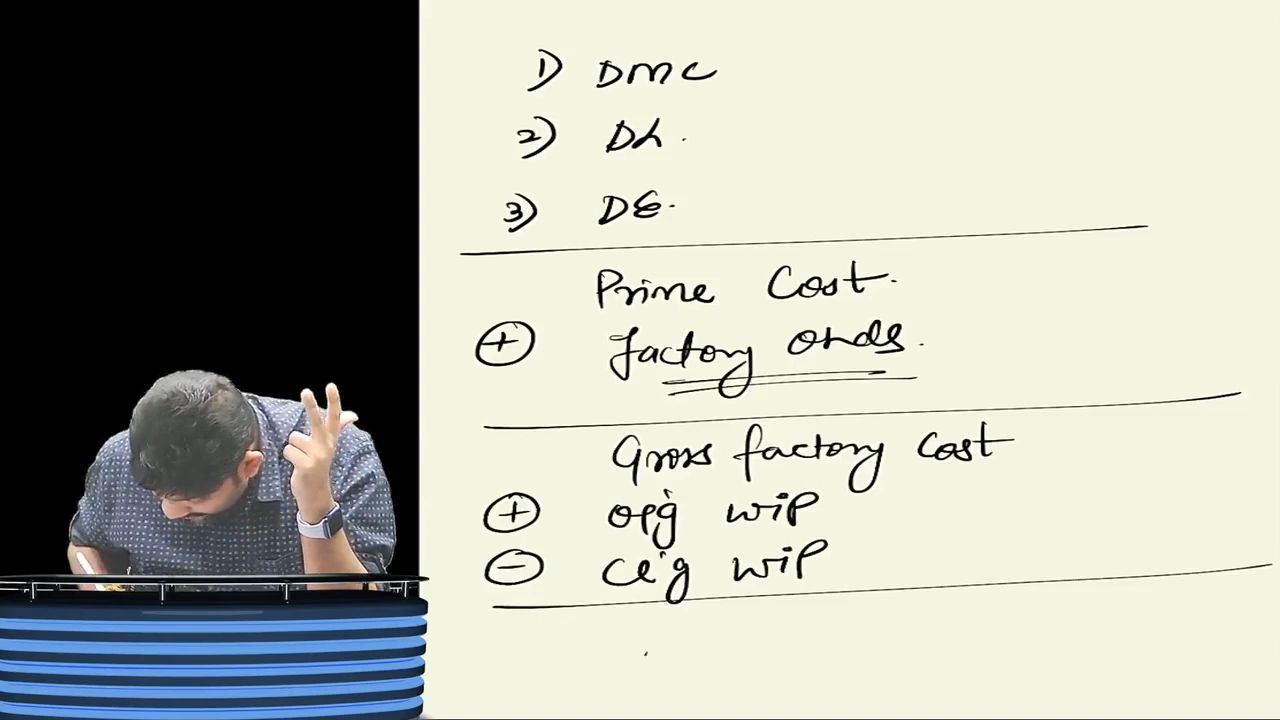 1) DMC
2) DL.
3) DE.
Prime Cost.
+ factory OHds.
Gross factory Cost
+ opg WIP
- clg WIP